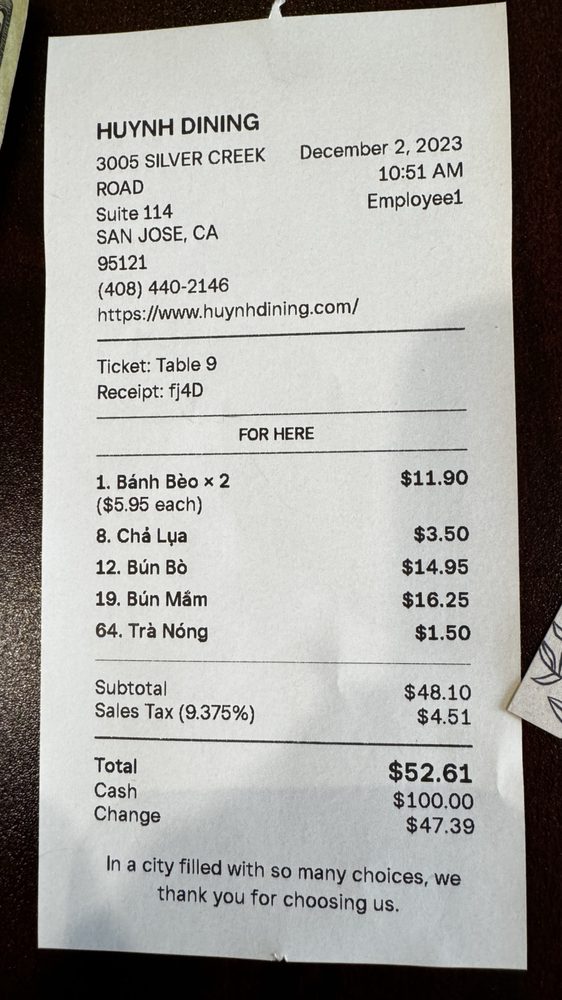 HUYNH DINING
3005 SILVER CREEK
ROAD
Suite 114
SAN JOSE, CA
95121
(408) 440-2146
https://www.huynhdining.com/
December 2, 2023
10:51 AM
Employee1
Ticket: Table 9
Receipt: fj4D
FOR HERE
1. Bánh Bèo × 2 $11.90
($5.95 each)
8. Chả Lụa $3.50
12. Bún Bò $14.95
19. Bún Mắm $16.25
64. Trà Nóng $1.50
Subtotal $48.10
Sales Tax (9.375%) $4.51
Total $52.61
Cash $100.00
Change $47.39
In a city filled with so many choices, we
thank you for choosing us.